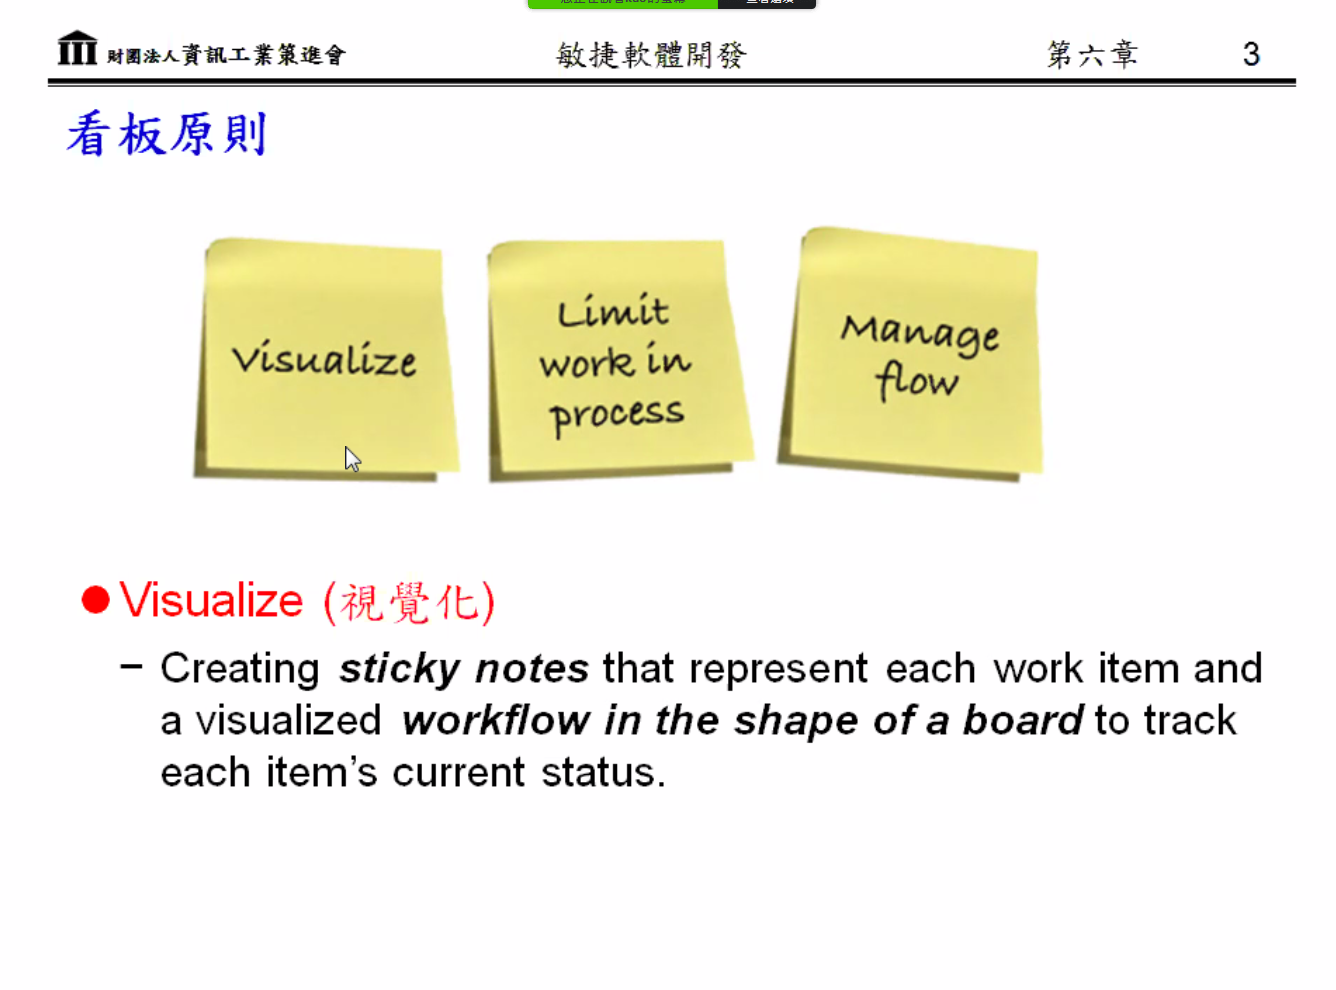 財團法人資訊工業策進會 敏捷軟體開發 第六章 3
看板原則
Visualize
Limit
work in
process
Manage
flow
● Visualize (視覺化)
– Creating sticky notes that represent each work item and
a visualized workflow in the shape of a board to track
each item’s current status.